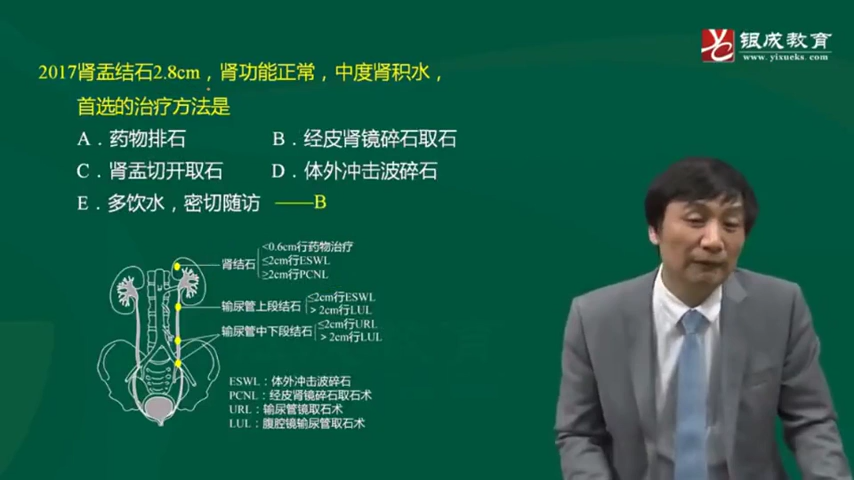 银成教育
www.yixueks.com
2017肾盂结石2.8cm，肾功能正常，中度肾积水，
首选的治疗方法是
A．药物排石
B．经皮肾镜碎石取石
C．肾盂切开取石
D．体外冲击波碎石
E．多饮水，密切随访 ——B
肾结石
<0.6cm行药物治疗
≤2cm行ESWL
≥2cm行PCNL
输尿管上段结石
≤2cm行ESWL
>2cm行LUL
输尿管中下段结石
≤2cm行URL
>2cm行LUL
ESWL：体外冲击波碎石
PCNL：经皮肾镜碎石取石术
URL：输尿管镜取石术
LUL：腹腔镜输尿管取石术